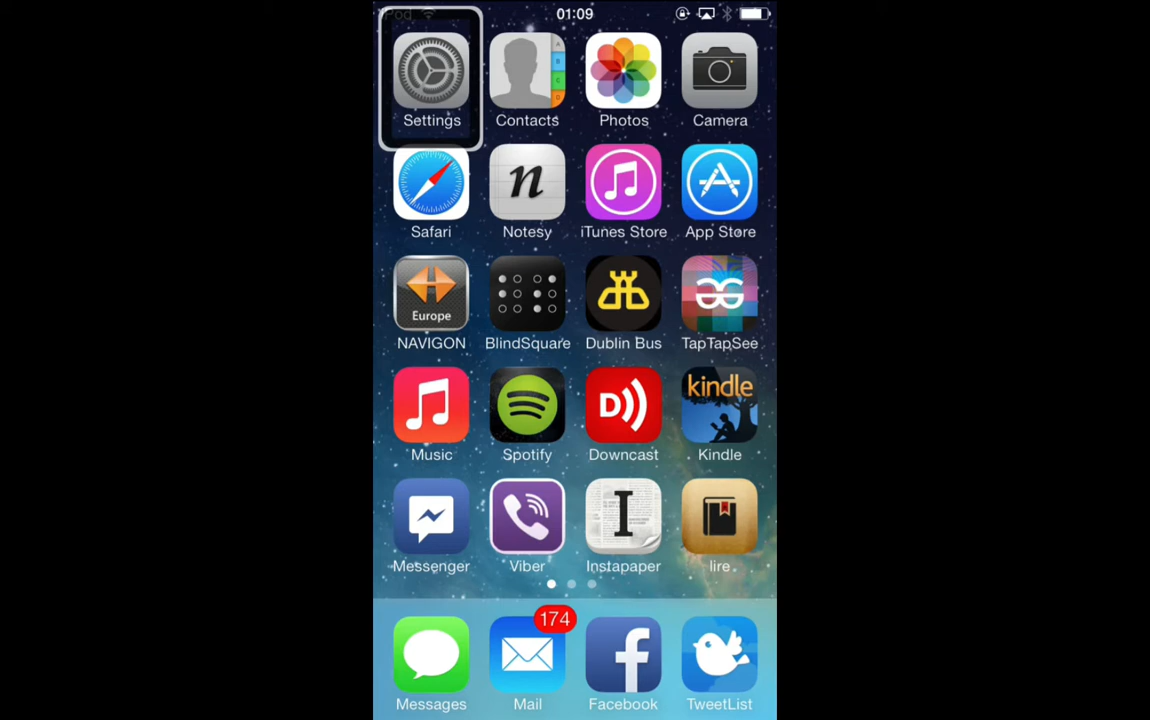 iPod 01:09
Settings Contacts Photos Camera
Safari Notesy iTunes Store App Store
Europe
NAVIGON BlindSquare Dublin Bus TapTapSee
kindle
Music Spotify Downcast Kindle
Messenger Viber Instapaper lire
174
Messages Mail Facebook TweetList